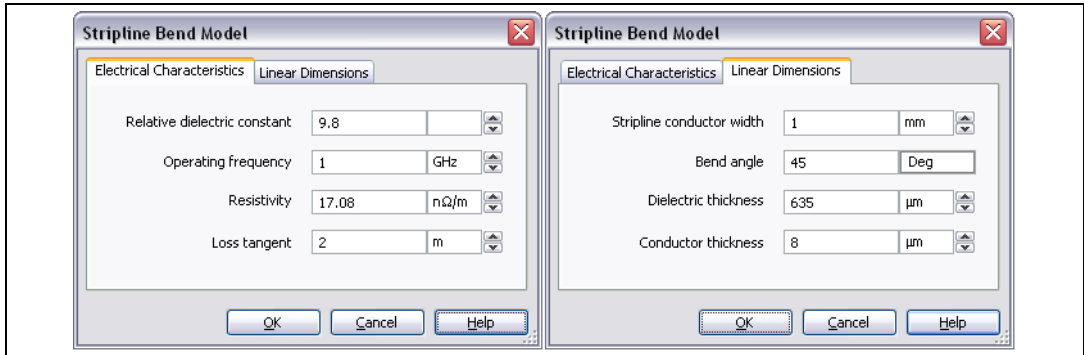 Stripline Bend Model
Electrical Characteristics Linear Dimensions
Relative dielectric constant 9.8
Operating frequency 1 GHz
Resistivity 17.08 nΩ/m
Loss tangent 2 m
OK Cancel Help
Stripline Bend Model
Electrical Characteristics Linear Dimensions
Stripline conductor width 1 mm
Bend angle 45 Deg
Dielectric thickness 635 µm
Conductor thickness 8 µm
OK Cancel Help